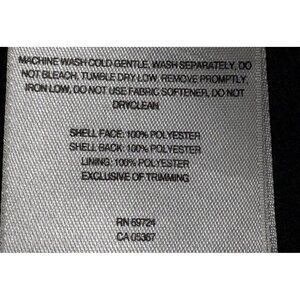 MACHINE WASH COLD GENTLE, WASH SEPARATELY, DO
NOT BLEACH, TUMBLE DRY LOW, REMOVE PROMPTLY,
IRON LOW, DO NOT USE FABRIC SOFTENER, DO NOT
DRYCLEAN
SHELL FACE: 100% POLYESTER
SHELL BACK: 100% POLYESTER
LINING: 100% POLYESTER
EXCLUSIVE OF TRIMMING
RN 69724
CA 05367